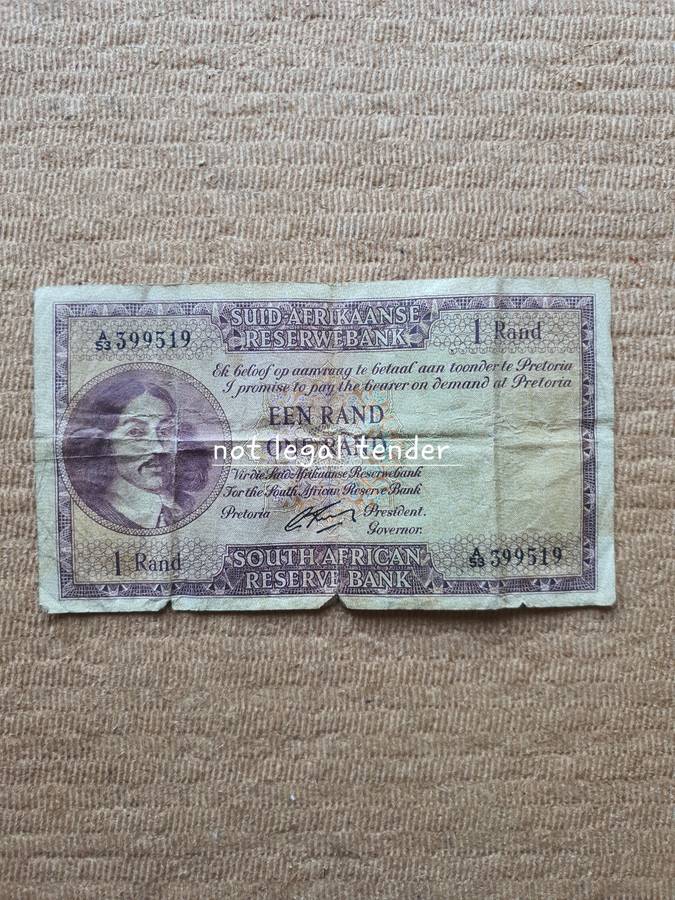 SUID-AFRIKAANSE
RESERWEBANK
A/53 399519
1 Rand
Ek beloof op aanvraag te betaal aan toonder te Pretoria
I promise to pay the bearer on demand at Pretoria
EEN RAND
ONE RAND
not legal tender
Vir die Suid-Afrikaanse Reserwebank
For the South African Reserve Bank
Pretoria
President.
Governor.
1 Rand
SOUTH AFRICAN
RESERVE BANK
A/53 399519